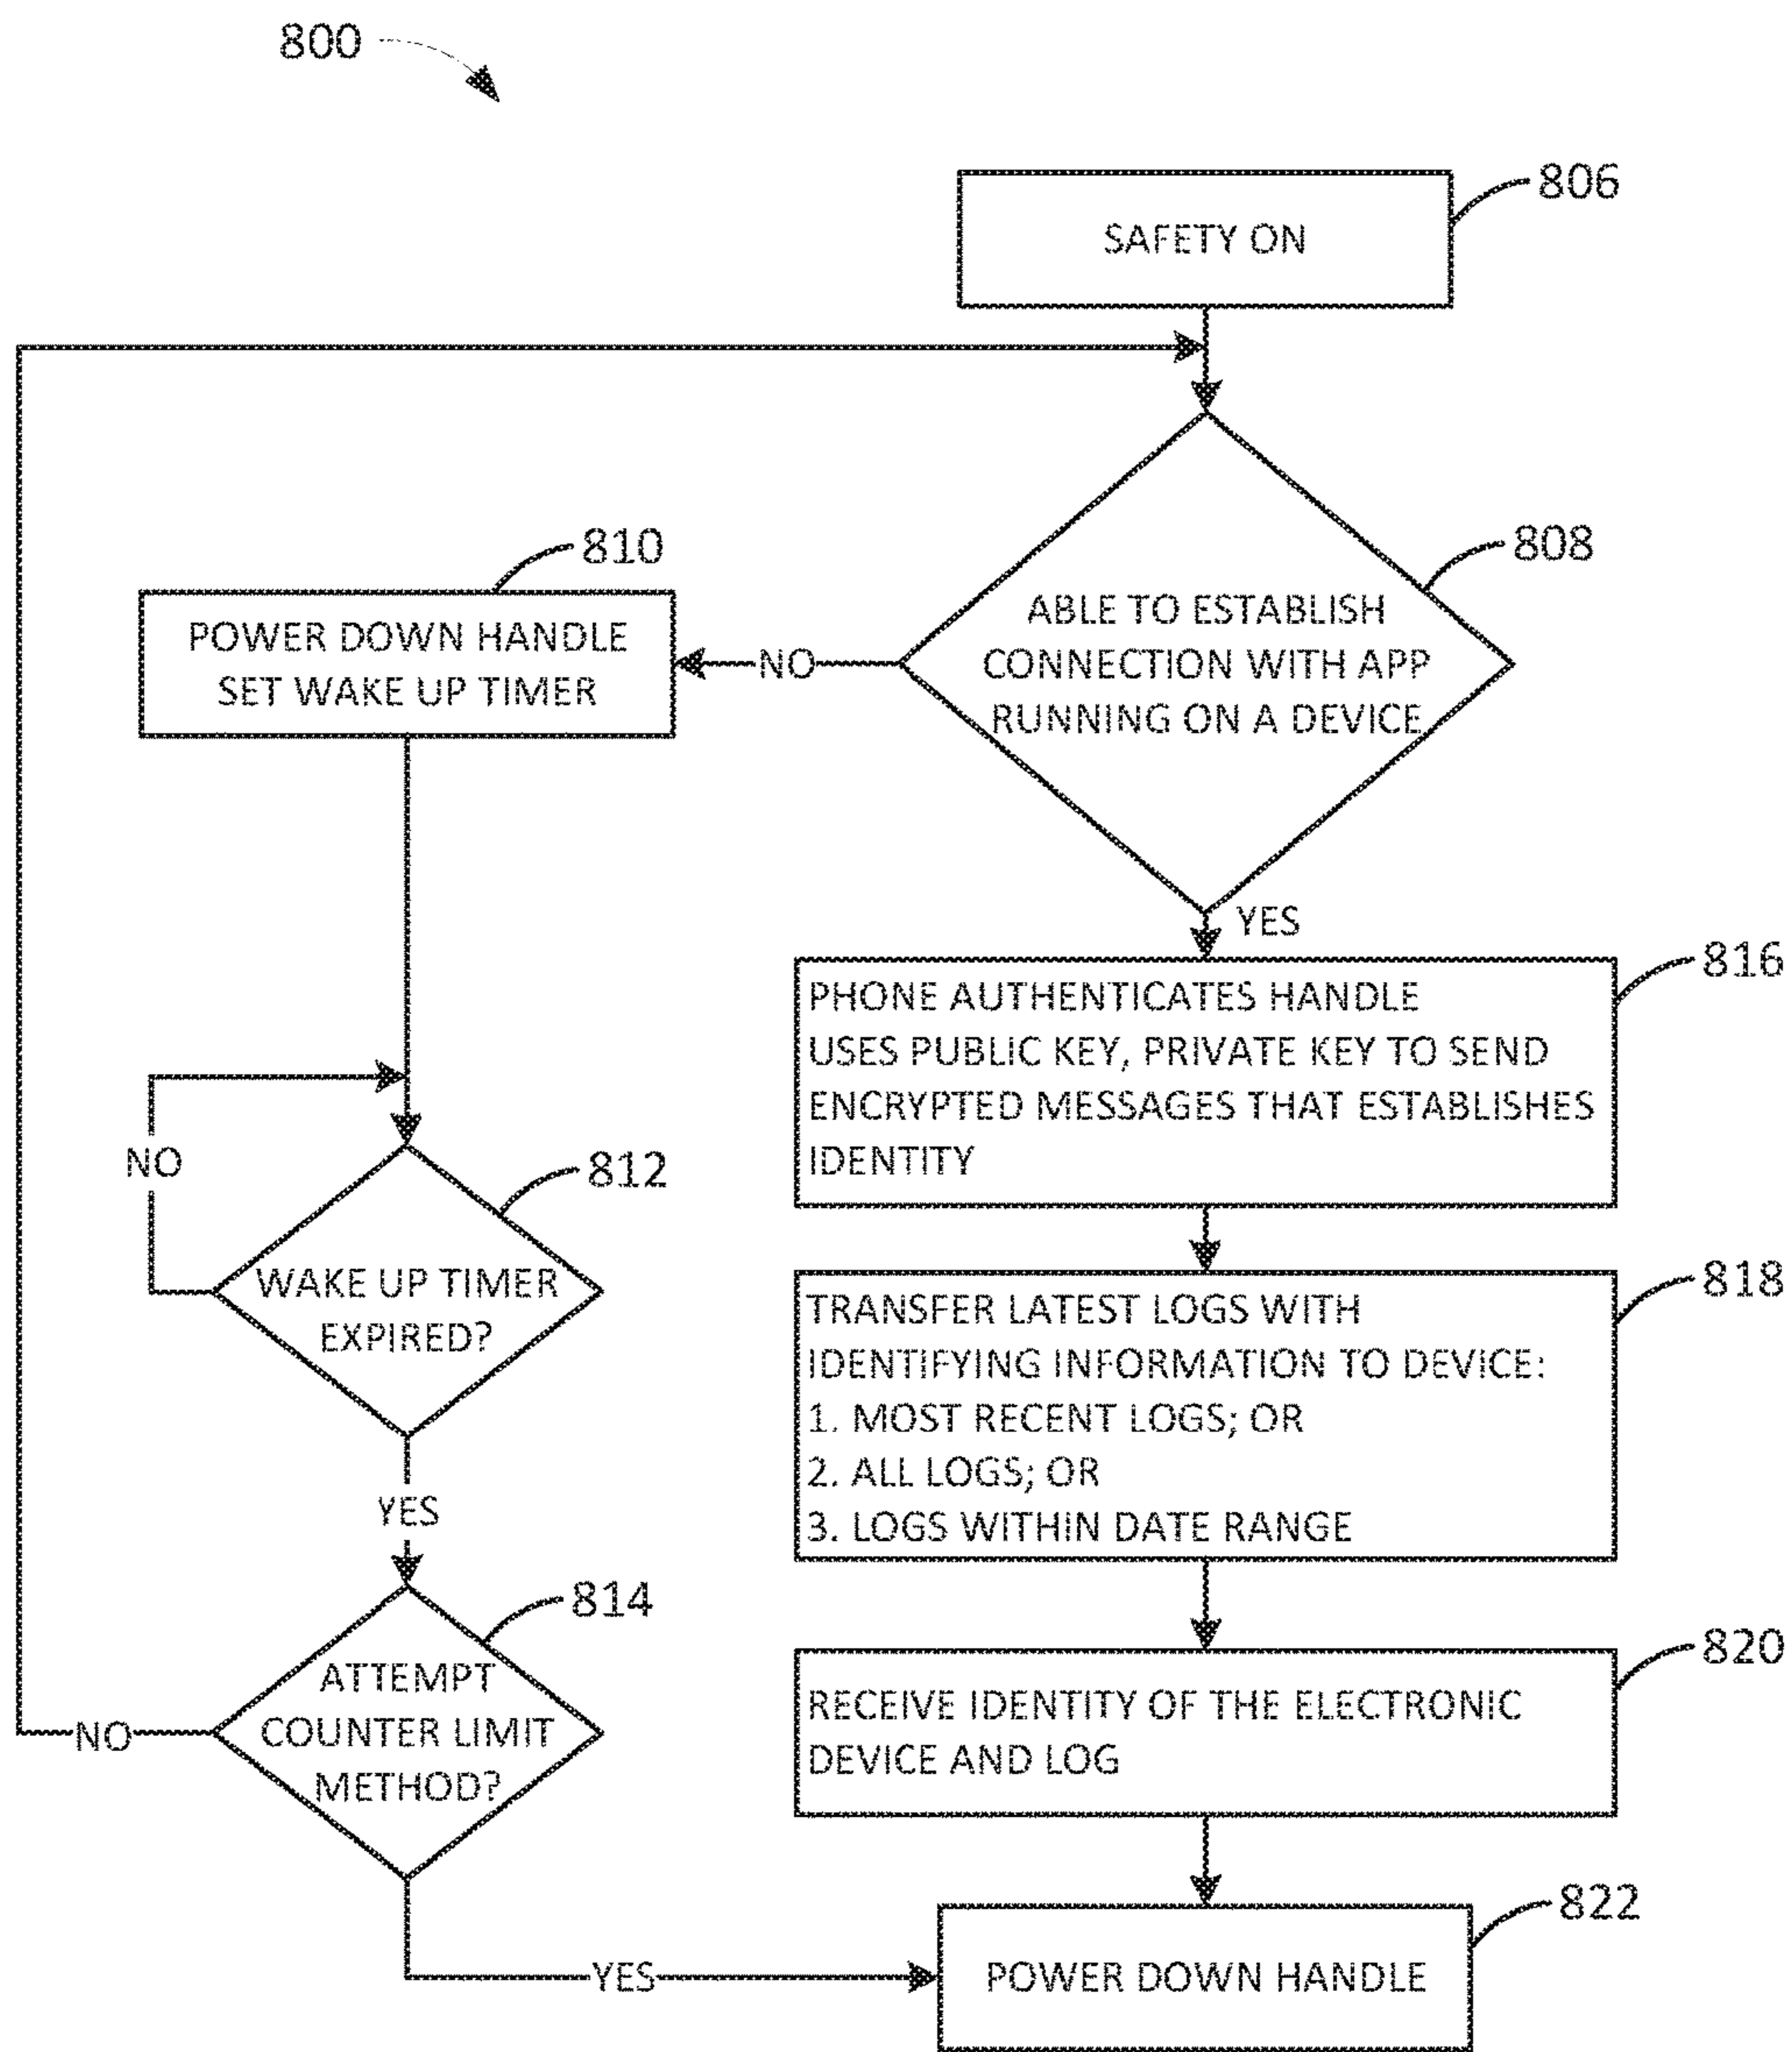 800
806
SAFETY ON
808
ABLE TO ESTABLISH
CONNECTION WITH APP
RUNNING ON A DEVICE
810
POWER DOWN HANDLE
SET WAKE UP TIMER
NO
YES
816
PHONE AUTHENTICATES HANDLE
USES PUBLIC KEY, PRIVATE KEY TO SEND
ENCRYPTED MESSAGES THAT ESTABLISHES
IDENTITY
NO
812
WAKE UP TIMER
EXPIRED?
818
TRANSFER LATEST LOGS WITH
IDENTIFYING INFORMATION TO DEVICE:
1. MOST RECENT LOGS; OR
2. ALL LOGS; OR
3. LOGS WITHIN DATE RANGE
YES
814
ATTEMPT
COUNTER LIMIT
METHOD?
NO
820
RECEIVE IDENTITY OF THE ELECTRONIC
DEVICE AND LOG
YES
822
POWER DOWN HANDLE